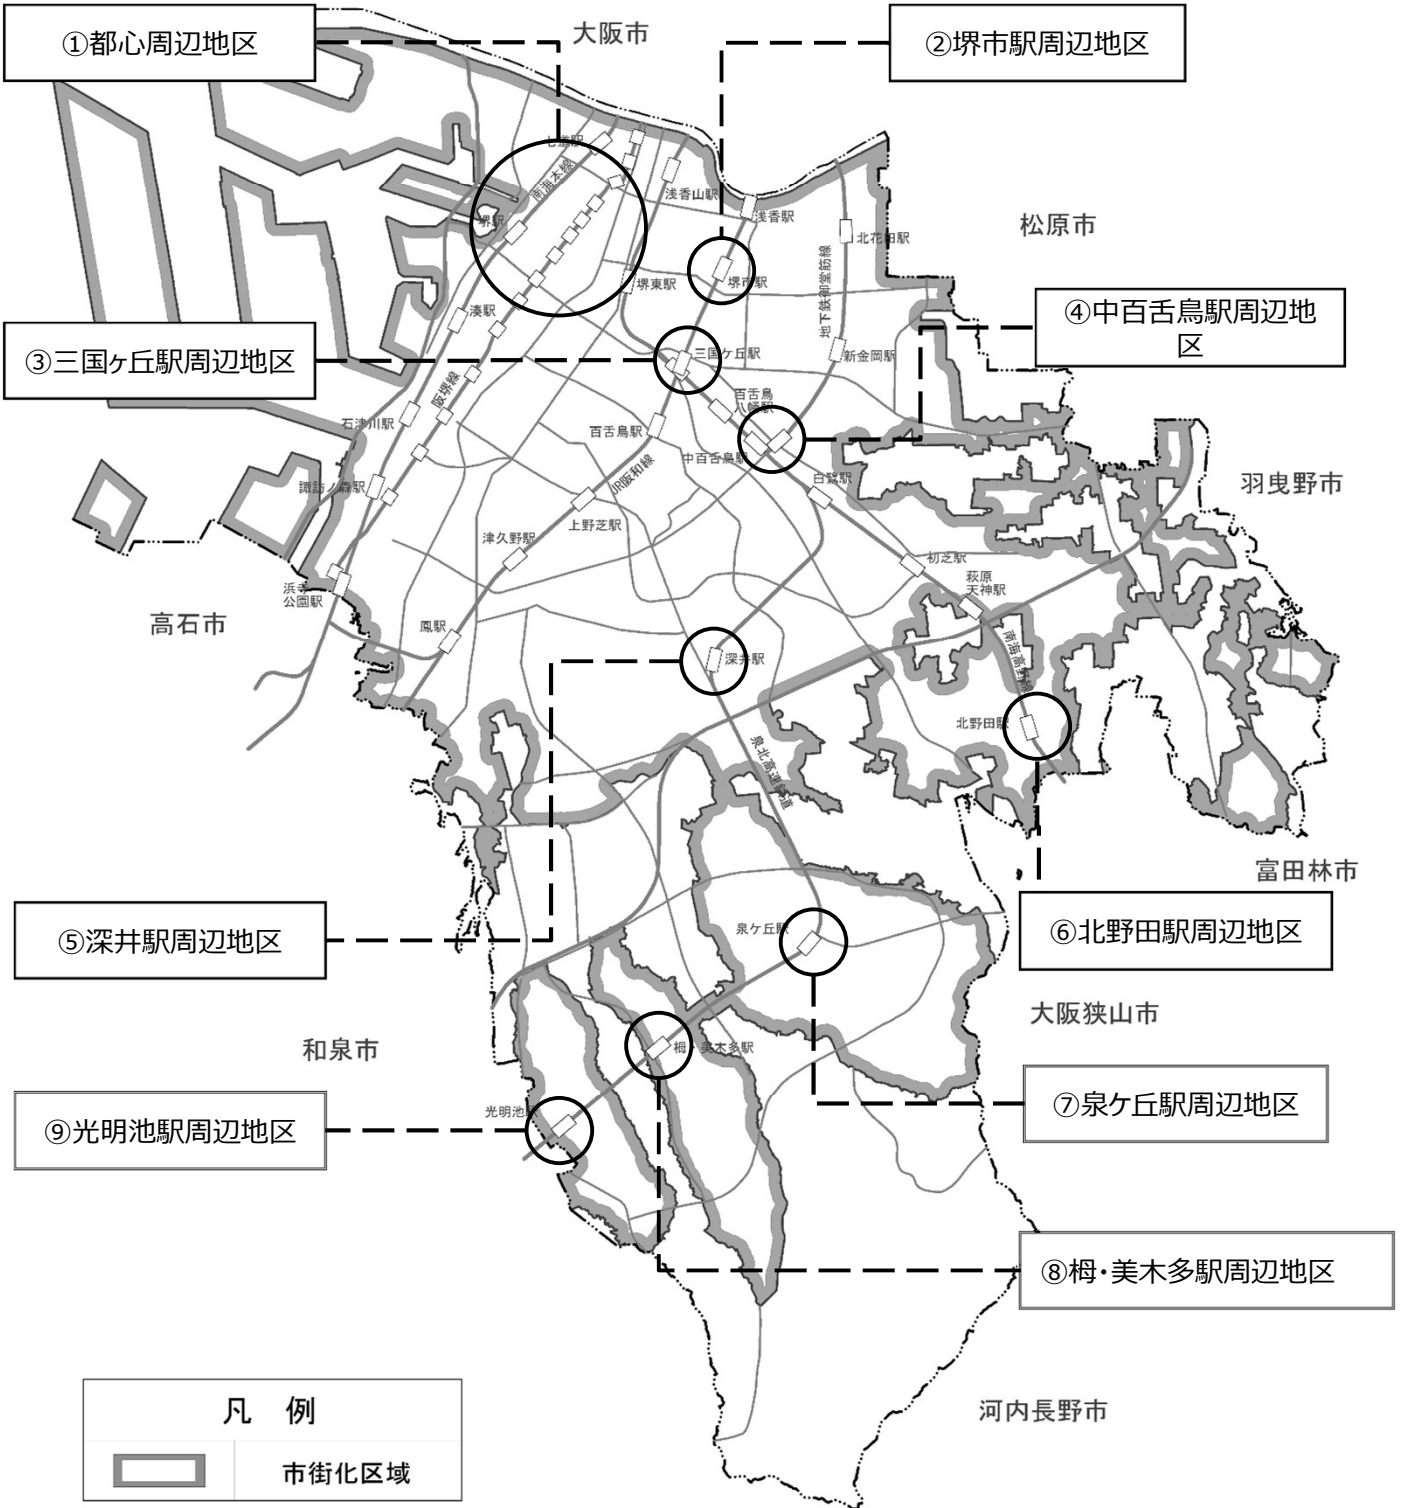 ①都心周辺地区
大阪市
②堺市駅周辺地区
七道駅
南海本線
浅香山駅
浅香駅
堺駅
北花田駅
松原市
地下鉄御堂筋線
堺市駅
堺東駅
湊駅
④中百舌鳥駅周辺地
区
③三国ヶ丘駅周辺地区
三国ケ丘駅
新金岡駅
阪堺線
百舌鳥
八幡駅
石津川駅
百舌鳥駅
中百舌鳥駅
JR阪和線
白鷺駅
羽曳野市
諏訪ノ森駅
上野芝駅
津久野駅
初芝駅
萩原
天神駅
浜寺
公園駅
高石市
鳳駅
南海高野線
深井駅
北野田駅
泉北高速鉄道
富田林市
⑤深井駅周辺地区
泉ケ丘駅
⑥北野田駅周辺地区
大阪狭山市
和泉市
栂・美木多駅
⑦泉ケ丘駅周辺地区
光明池
⑨光明池駅周辺地区
⑧栂・美木多駅周辺地区
凡 例
河内長野市
市街化区域